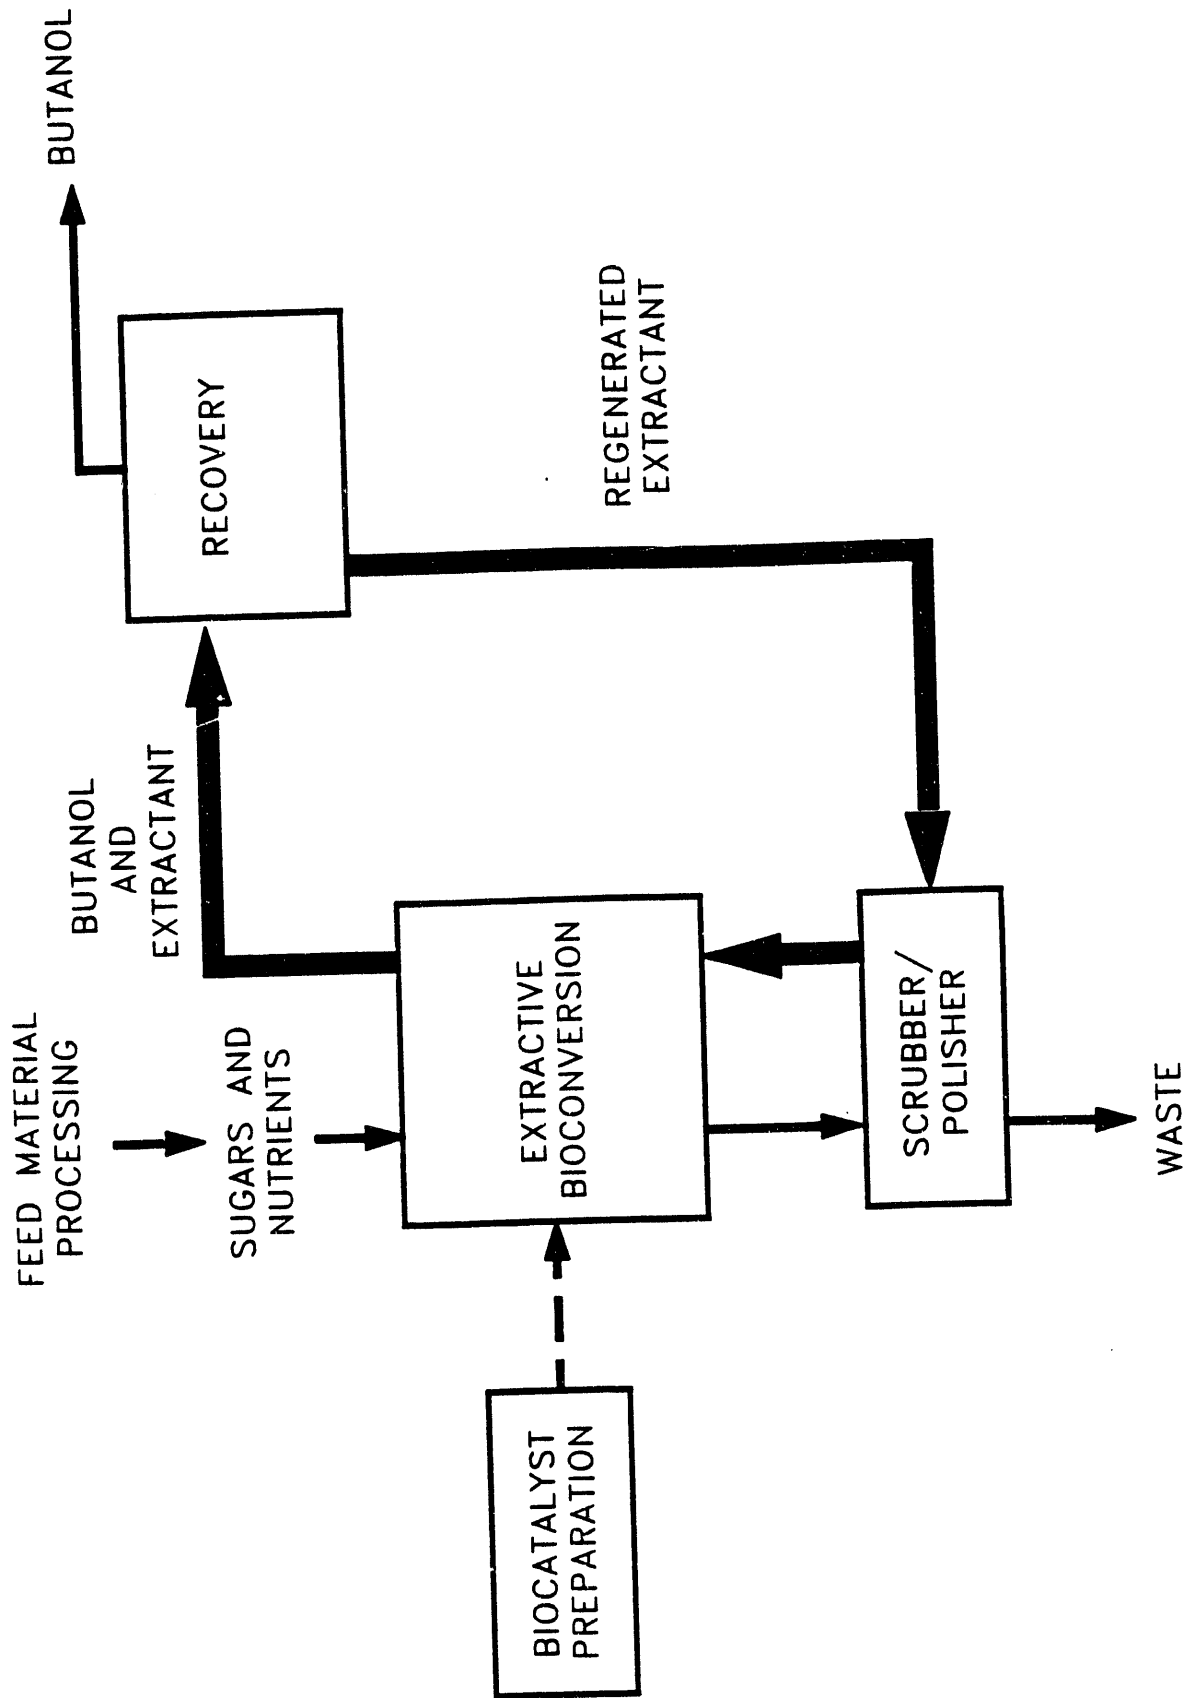 FEED MATERIAL
PROCESSING
SUGARS AND
NUTRIENTS
BUTANOL
AND
EXTRACTANT
BUTANOL
RECOVERY
BIOCATALYST
PREPARATION
EXTRACTIVE
BIOCONVERSION
REGENERATED
EXTRACTANT
SCRUBBER/
POLISHER
WASTE